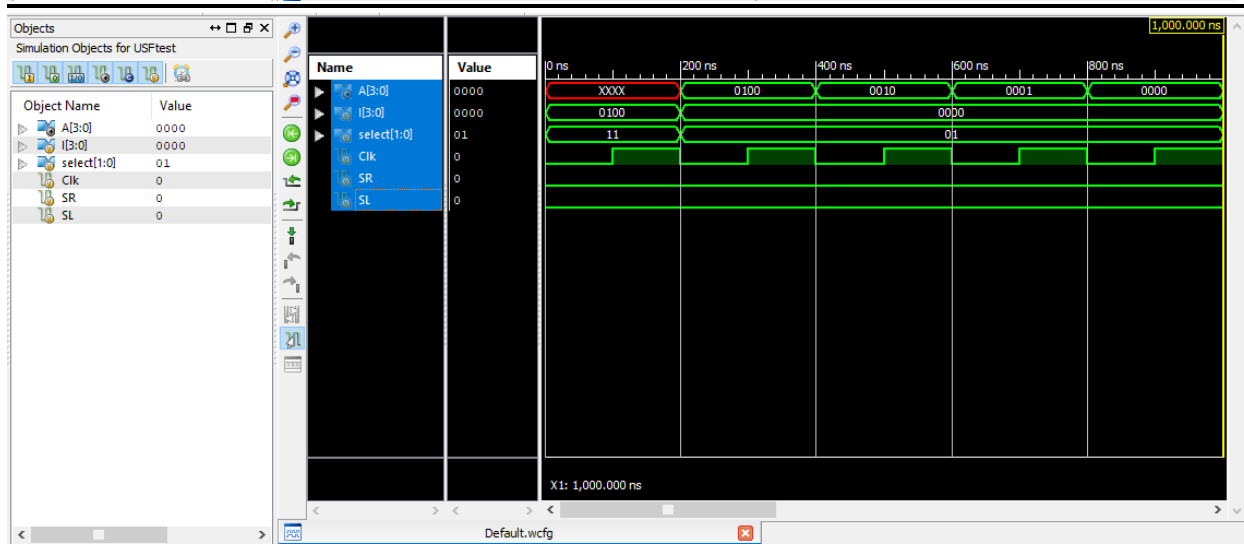 Objects
Simulation Objects for USFtest
Object Name Value
A[3:0] 0000
I[3:0] 0000
select[1:0] 01
Clk 0
SR 0
SL 0
Name Value
A[3:0] 0000
I[3:0] 0000
select[1:0] 01
Clk 0
SR 0
SL 0
1,000.000 ns
0 ns 200 ns 400 ns 600 ns 800 ns
XXXX 0100 0010 0001 0000
0100 0000
11 01
X1: 1,000.000 ns
Default.wcfg